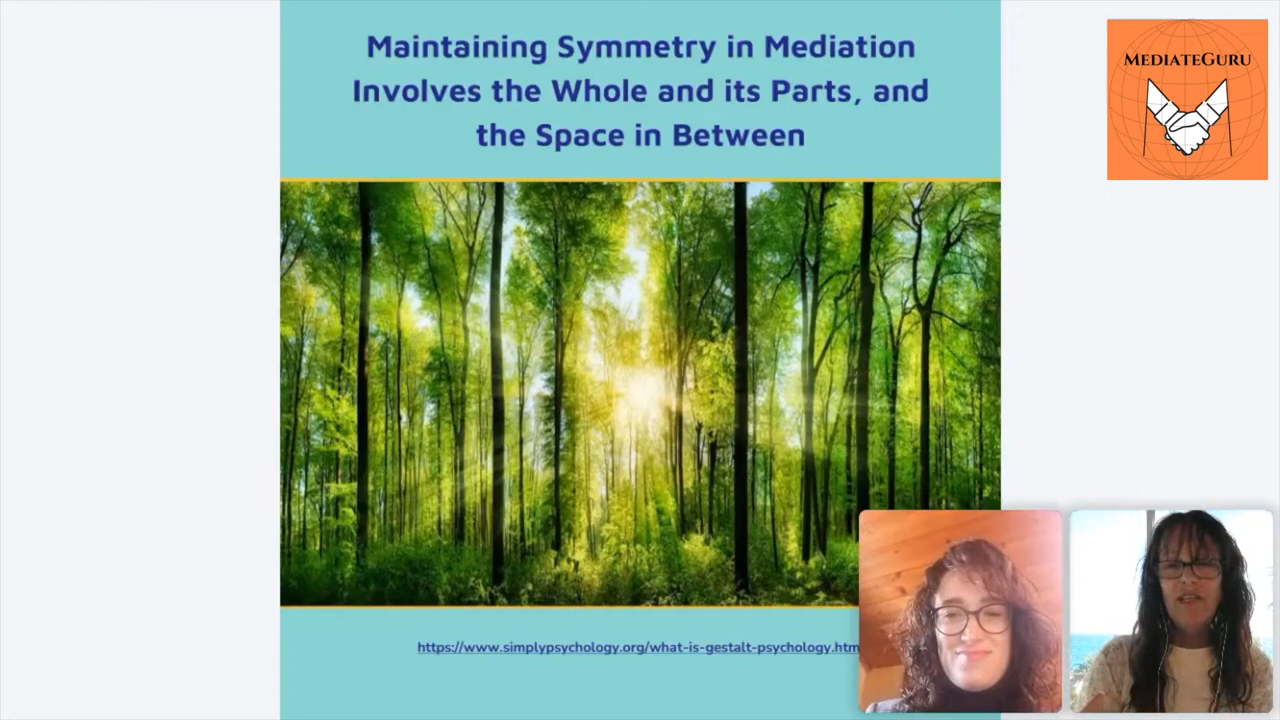 Maintaining Symmetry in Mediation
Involves the Whole and its Parts, and
the Space in Between
MEDIATEGURU
https://www.simplypsychology.org/what-is-gestalt-psychology.htm